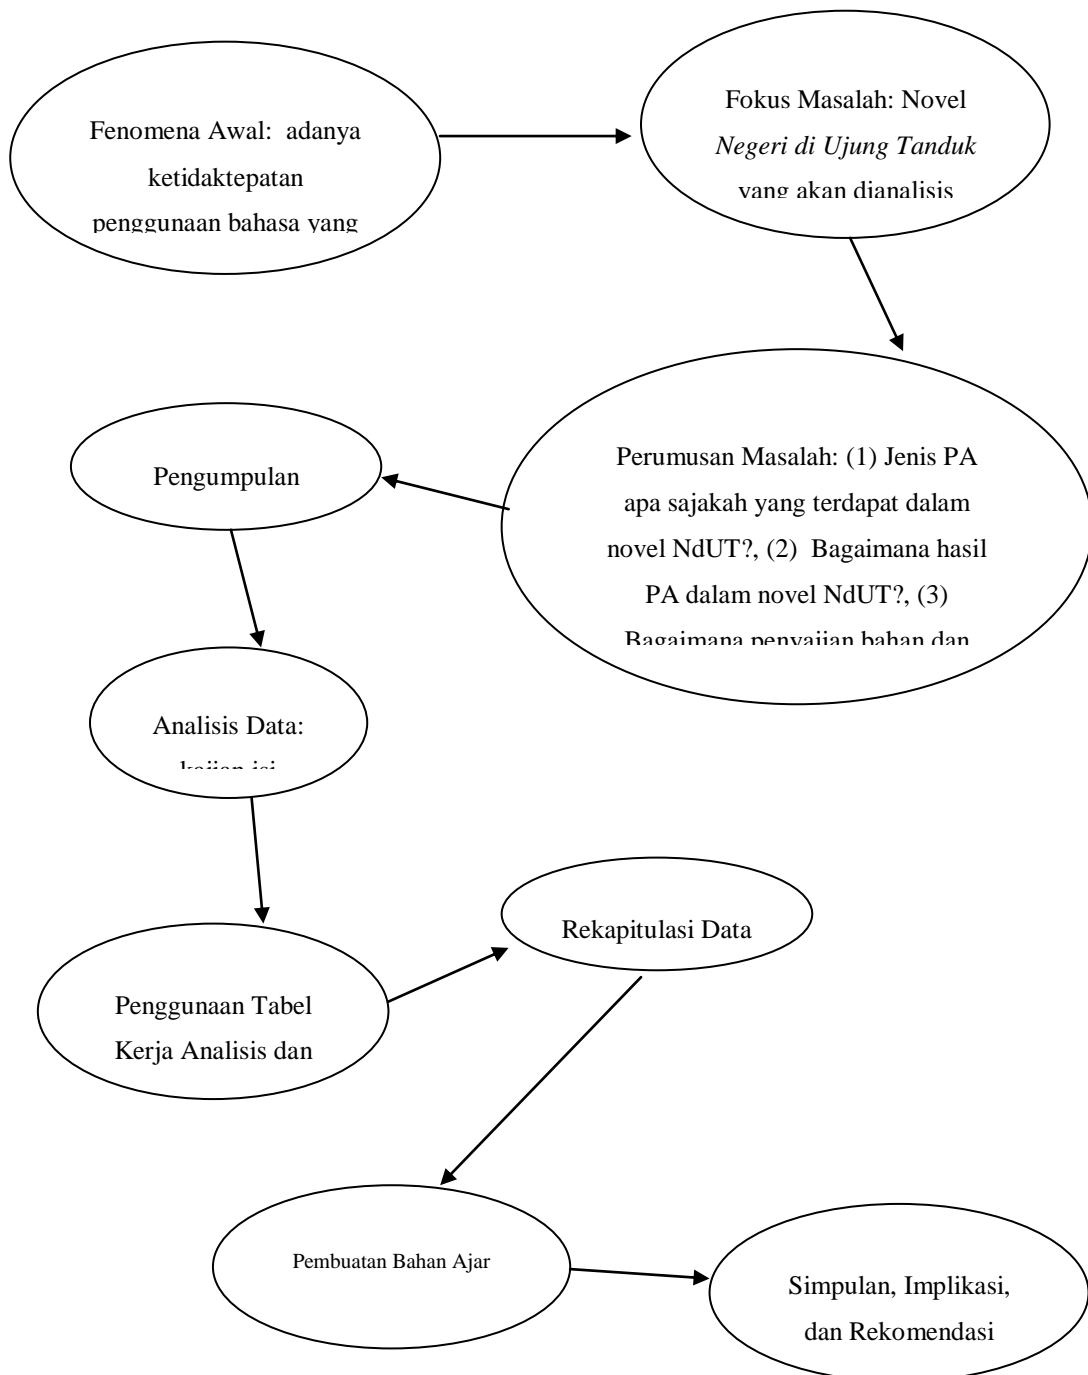 Fenomena Awal: adanya
ketidaktepatan
penggunaan bahasa yang
Fokus Masalah: Novel
Negeri di Ujung Tanduk
yang akan dianalisis
Perumusan Masalah: (1) Jenis PA
apa sajakah yang terdapat dalam
novel NdUT?, (2) Bagaimana hasil
PA dalam novel NdUT?, (3)
Bagaimana penyajian bahan dan
Pengumpulan
Analisis Data:
kajian isi
Penggunaan Tabel
Kerja Analisis dan
Rekapitulasi Data
Pembuatan Bahan Ajar
Simpulan, Implikasi,
dan Rekomendasi